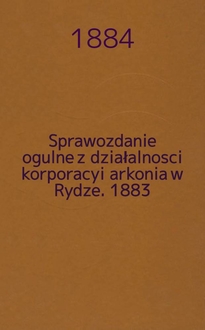 1884
Sprawozdanie
ogulne z działalnosci
korporacyi arkonia w
Rydze. 1883